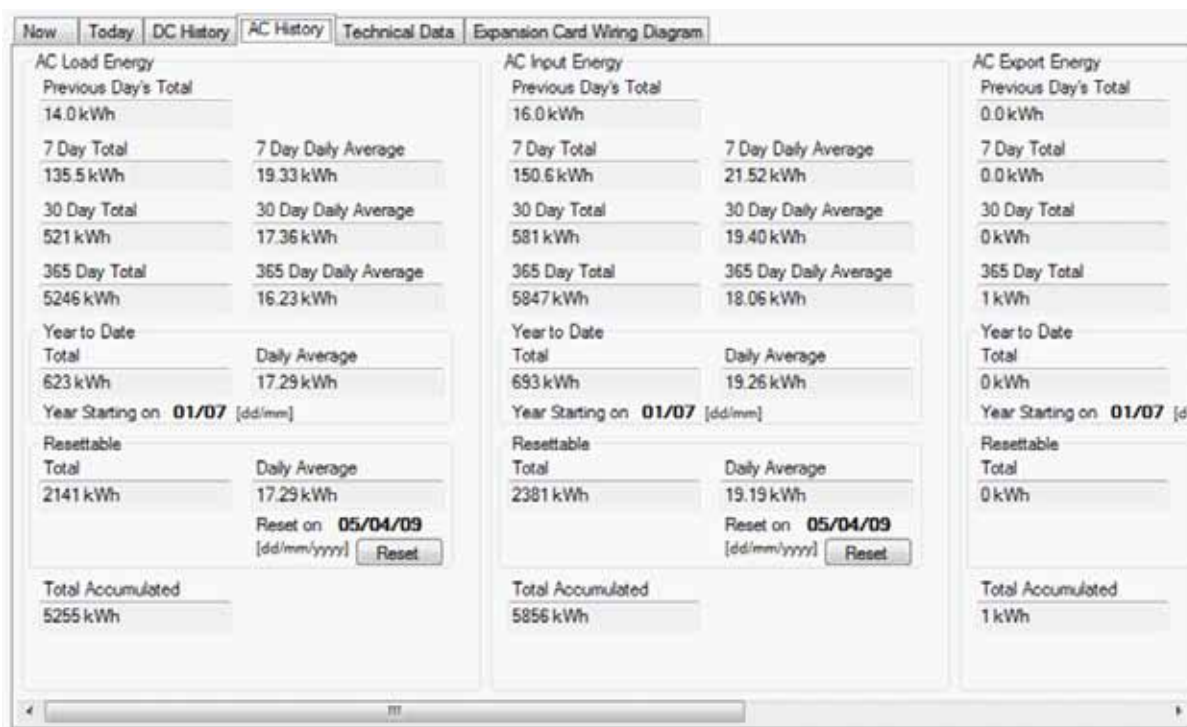 Now Today DC History AC History Technical Data Expansion Card Wiring Diagram
AC Load Energy
Previous Day's Total
14.0 kWh
7 Day Total 7 Day Daily Average
135.5 kWh 19.33 kWh
30 Day Total 30 Day Daily Average
521 kWh 17.36 kWh
365 Day Total 365 Day Daily Average
5246 kWh 16.23 kWh
Year to Date
Total Daily Average
623 kWh 17.29 kWh
Year Starting on 01/07 [dd/mm]
Resettable
Total Daily Average
2141 kWh 17.29 kWh
Reset on 05/04/09
[dd/mm/yyyy] Reset
Total Accumulated
5255 kWh
AC Input Energy
Previous Day's Total
16.0 kWh
7 Day Total 7 Day Daily Average
150.6 kWh 21.52 kWh
30 Day Total 30 Day Daily Average
581 kWh 19.40 kWh
365 Day Total 365 Day Daily Average
5847 kWh 18.06 kWh
Year to Date
Total Daily Average
693 kWh 19.26 kWh
Year Starting on 01/07 [dd/mm]
Resettable
Total Daily Average
2381 kWh 19.19 kWh
Reset on 05/04/09
[dd/mm/yyyy] Reset
Total Accumulated
5856 kWh
AC Export Energy
Previous Day's Total
0.0 kWh
7 Day Total
0.0 kWh
30 Day Total
0 kWh
365 Day Total
1 kWh
Year to Date
Total
0 kWh
Year Starting on 01/07 [d
Resettable
Total
0 kWh
Total Accumulated
1 kWh